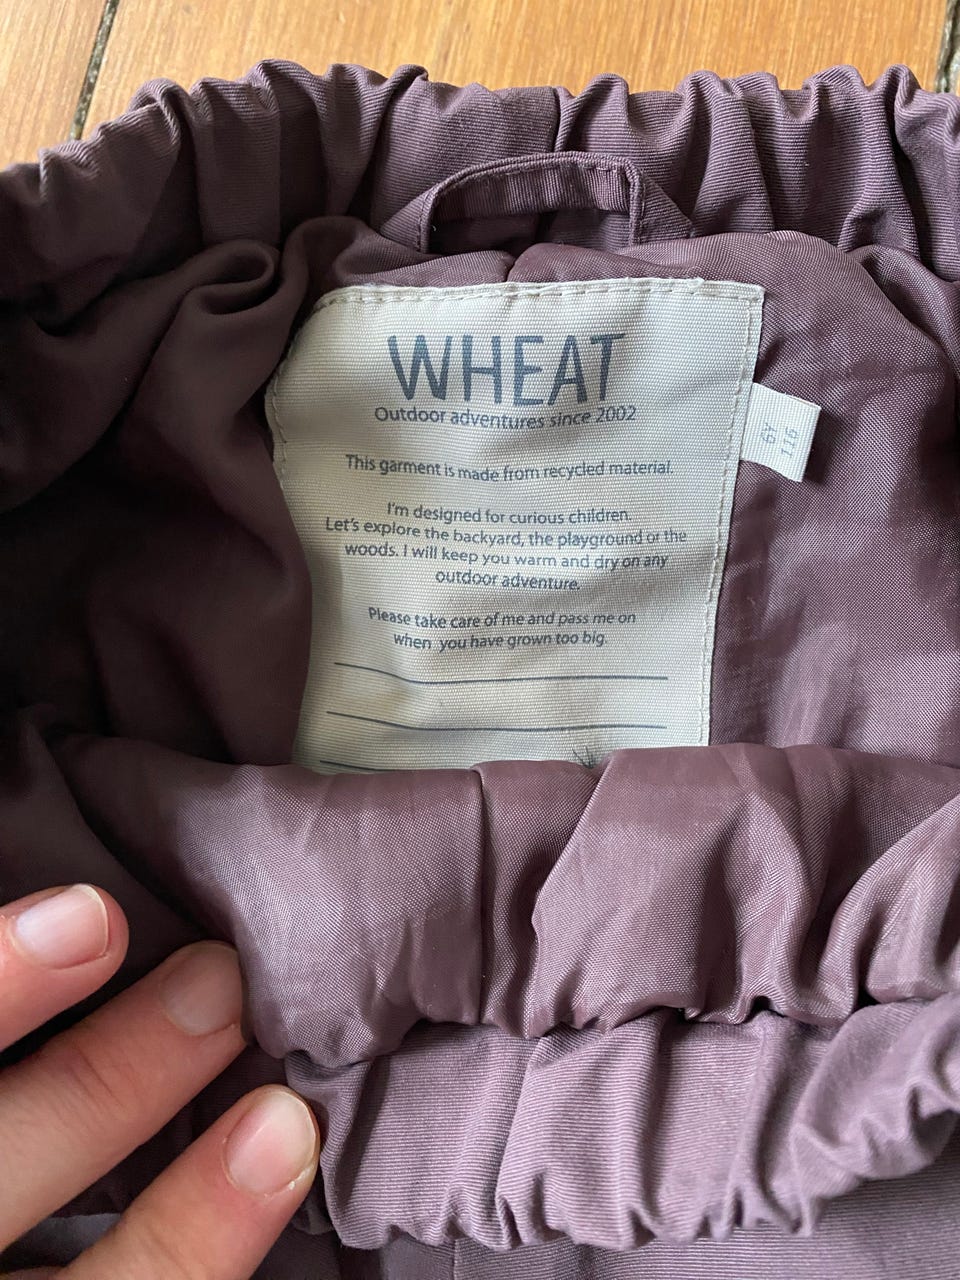 WHEAT
Outdoor adventures since 2002
This garment is made from recycled material.
I'm designed for curious children.
Let's explore the backyard, the playground or the
woods. I will keep you warm and dry on any
outdoor adventure.
Please take care of me and pass me on
when you have grown too big.
6Y
116